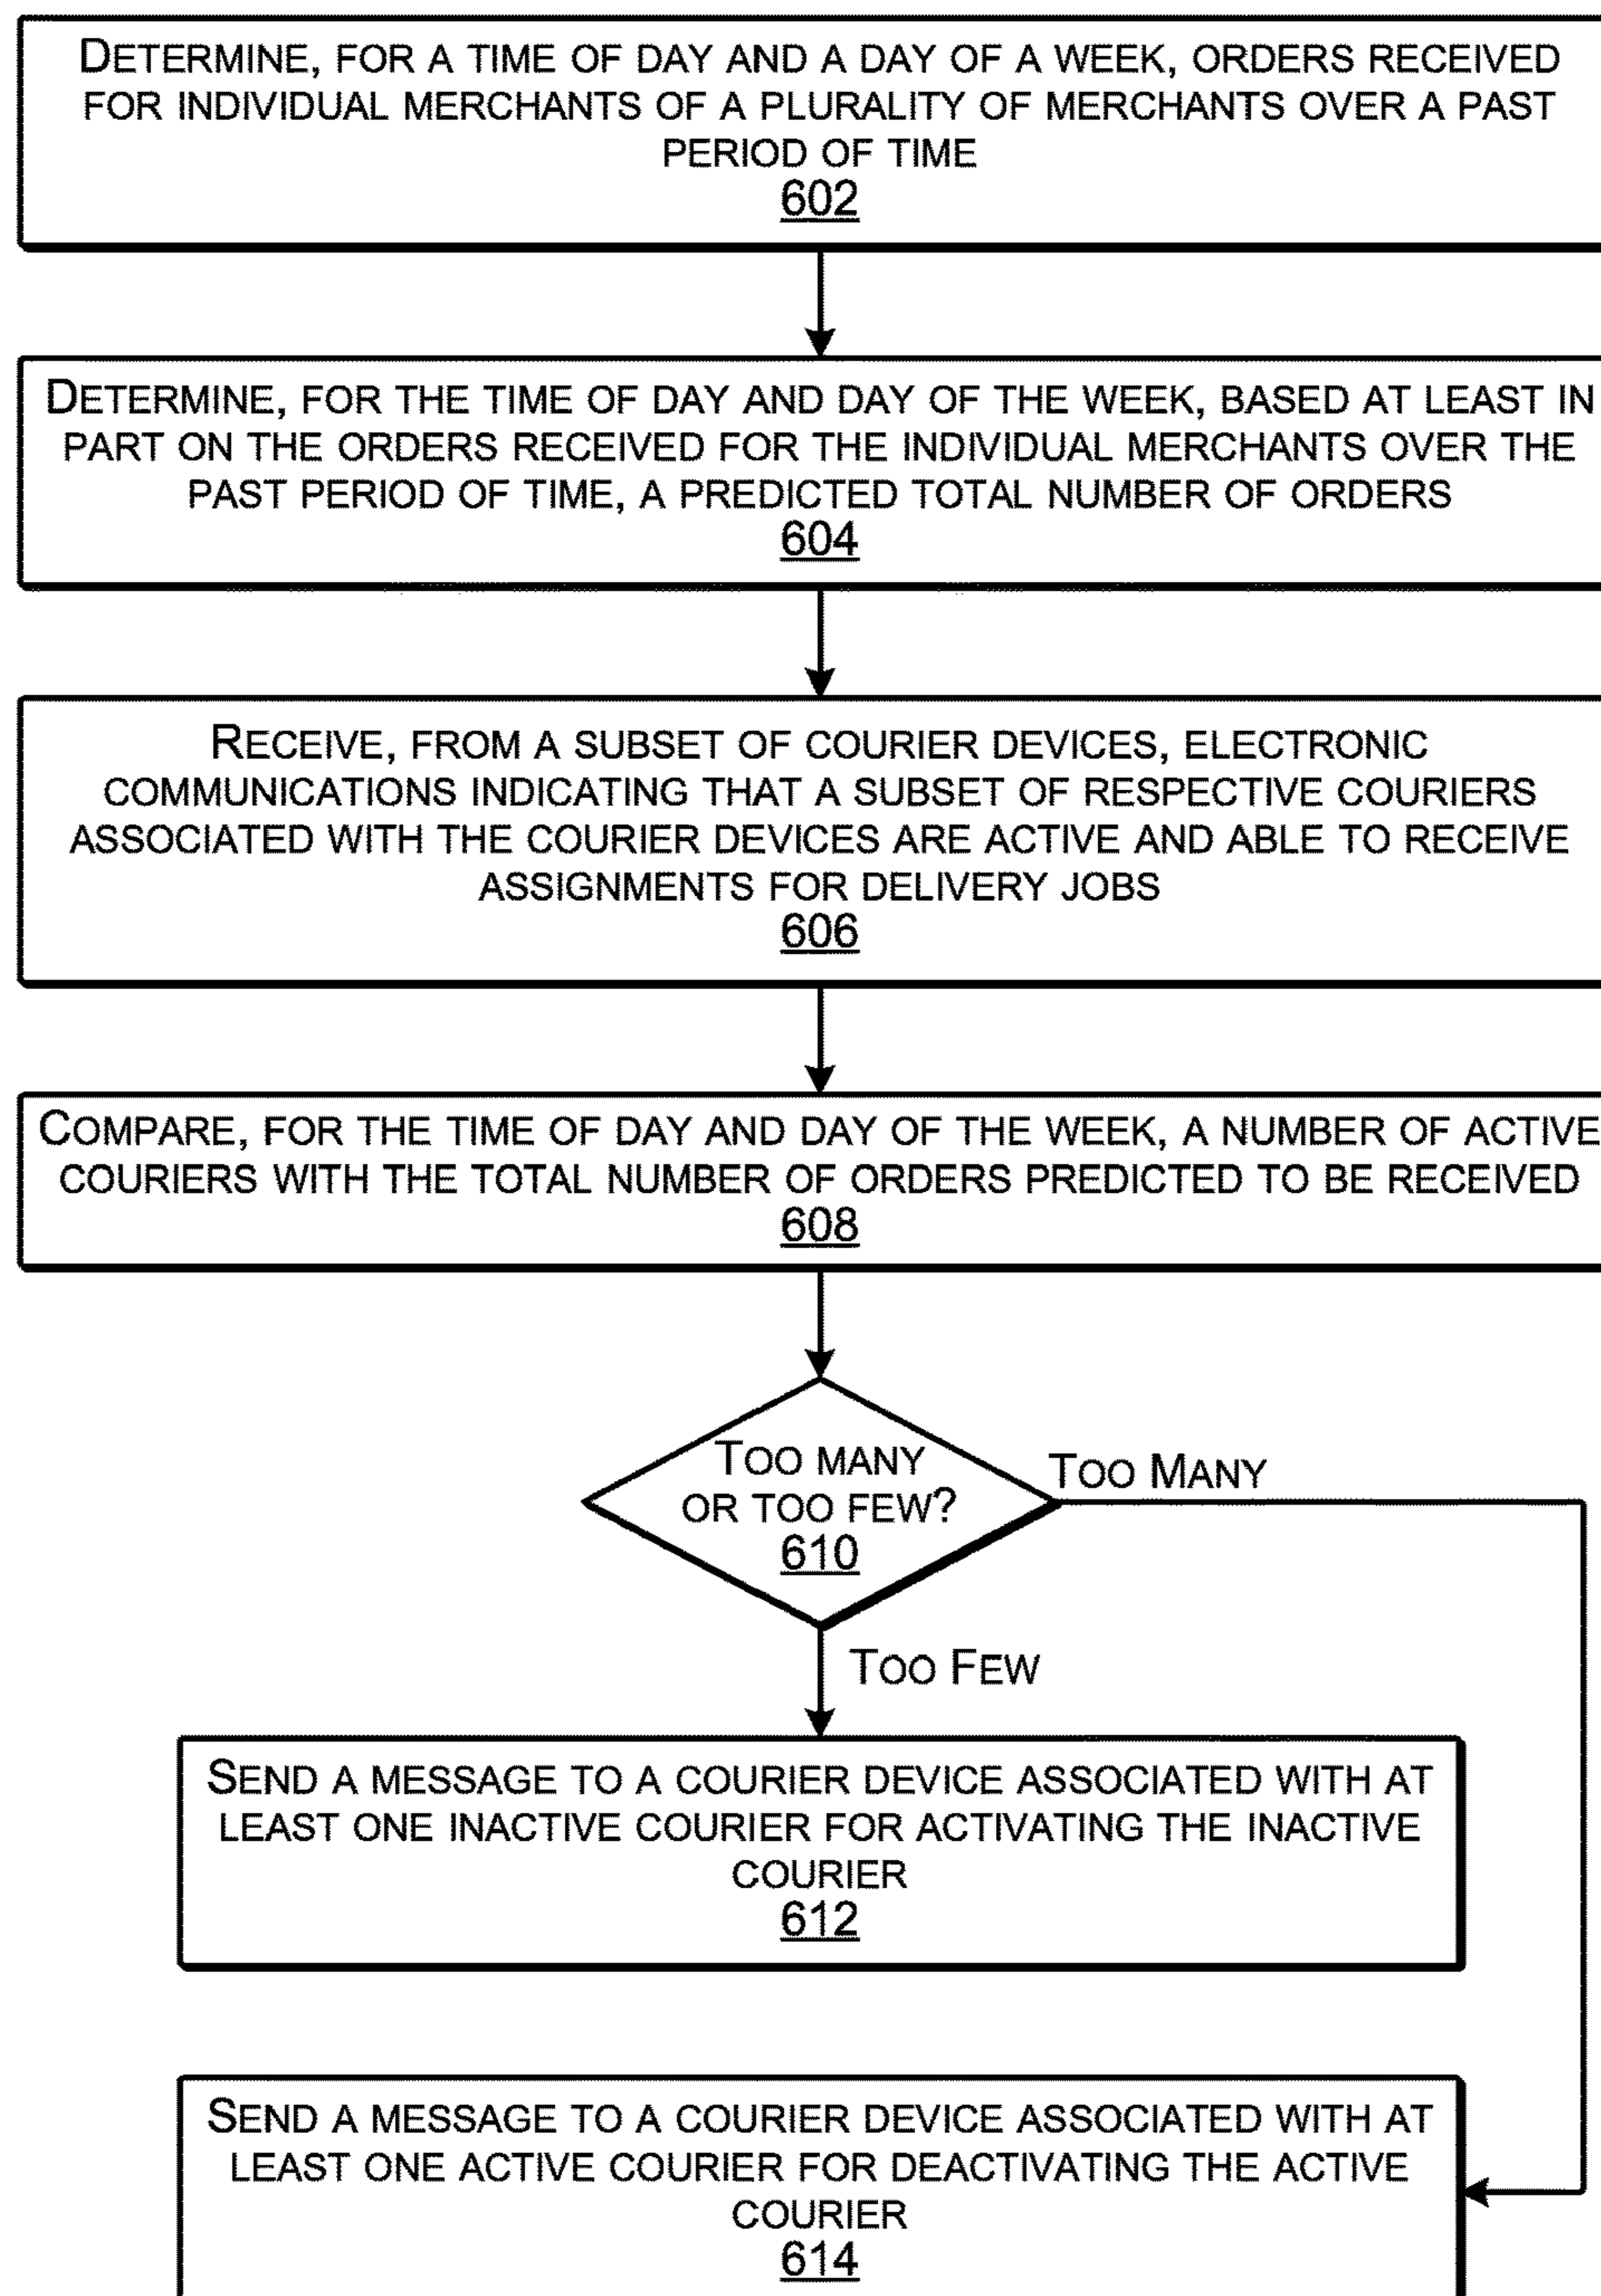 DETERMINE, FOR A TIME OF DAY AND A DAY OF A WEEK, ORDERS RECEIVED
FOR INDIVIDUAL MERCHANTS OF A PLURALITY OF MERCHANTS OVER A PAST
PERIOD OF TIME
602
DETERMINE, FOR THE TIME OF DAY AND DAY OF THE WEEK, BASED AT LEAST IN
PART ON THE ORDERS RECEIVED FOR THE INDIVIDUAL MERCHANTS OVER THE
PAST PERIOD OF TIME, A PREDICTED TOTAL NUMBER OF ORDERS
604
RECEIVE, FROM A SUBSET OF COURIER DEVICES, ELECTRONIC
COMMUNICATIONS INDICATING THAT A SUBSET OF RESPECTIVE COURIERS
ASSOCIATED WITH THE COURIER DEVICES ARE ACTIVE AND ABLE TO RECEIVE
ASSIGNMENTS FOR DELIVERY JOBS
606
COMPARE, FOR THE TIME OF DAY AND DAY OF THE WEEK, A NUMBER OF ACTIVE
COURIERS WITH THE TOTAL NUMBER OF ORDERS PREDICTED TO BE RECEIVED
608
TOO MANY
OR TOO FEW?
610
TOO MANY
TOO FEW
SEND A MESSAGE TO A COURIER DEVICE ASSOCIATED WITH AT
LEAST ONE INACTIVE COURIER FOR ACTIVATING THE INACTIVE
COURIER
612
SEND A MESSAGE TO A COURIER DEVICE ASSOCIATED WITH AT
LEAST ONE ACTIVE COURIER FOR DEACTIVATING THE ACTIVE
COURIER
614